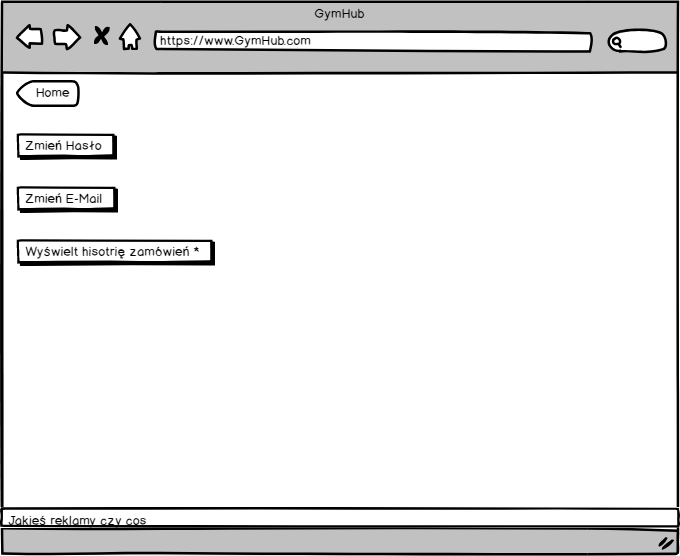 GymHub
https://www.GymHub.com
Home
Zmień Hasło
Zmień E-Mail
Wyświelt hisotrię zamówień *
Jakieś reklamy czy cos